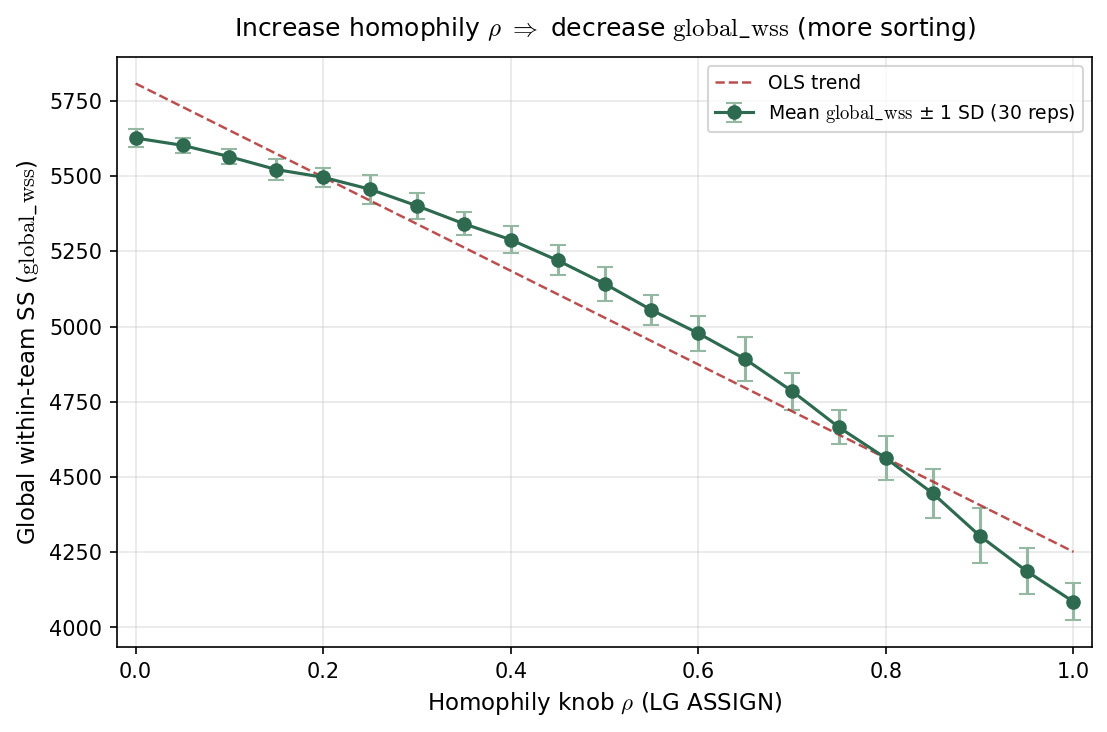 Increase homophily ρ ⇒ decrease global_wss (more sorting)
OLS trend
Mean global_wss ± 1 SD (30 reps)
Global within-team SS (global_wss)
5750
5500
5250
5000
4750
4500
4250
4000
0.0 0.2 0.4 0.6 0.8 1.0
Homophily knob ρ (LG ASSIGN)